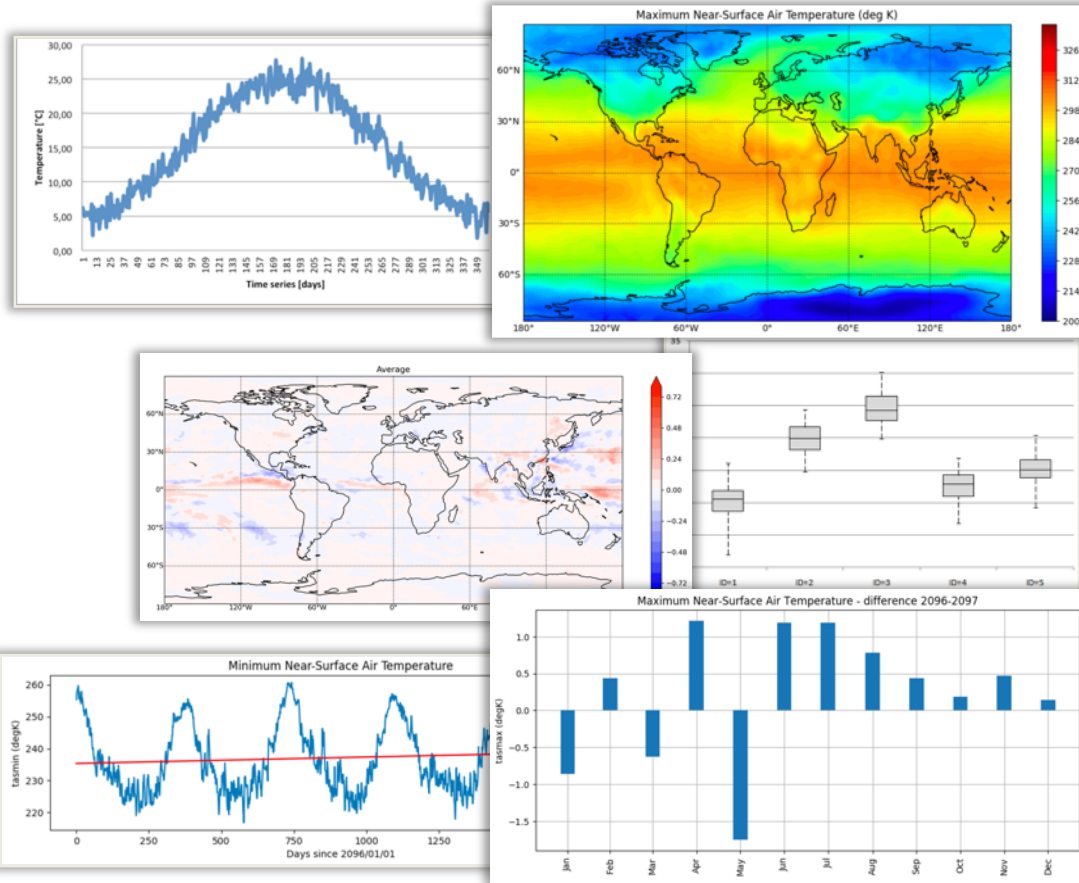 30,00
25,00
20,00
15,00
10,00
5,00
0,00
Temperature [°C]
1 13 25 37 49 61 73 85 97 109 121 133 145 157 169 181 193 205 217 229 241 253 265 277 289 301 313 325 337 349
Time series [days]
Maximum Near-Surface Air Temperature (deg K)
60°N
30°N
0°
30°S
60°S
180° 120°W 60°W 0° 60°E 120°E 180°
326
312
298
284
270
256
242
228
214
200
Average
60°N
30°N
0°
30°S
60°S
180° 120°W 60°W 0° 60°E
0.72
0.48
0.24
0.00
−0.24
−0.48
−0.72
35
ID=1 ID=2 ID=3 ID=4 ID=5
Minimum Near-Surface Air Temperature
260
250
240
230
220
tasmin (degK)
0 250 500 750 1000 1250
Days since 2096/01/01
Maximum Near-Surface Air Temperature - difference 2096-2097
1.0
0.5
0.0
−0.5
−1.0
−1.5
tasmax (degK)
Jan Feb Mar Apr May Jun Jul Aug Sep Oct Nov Dec